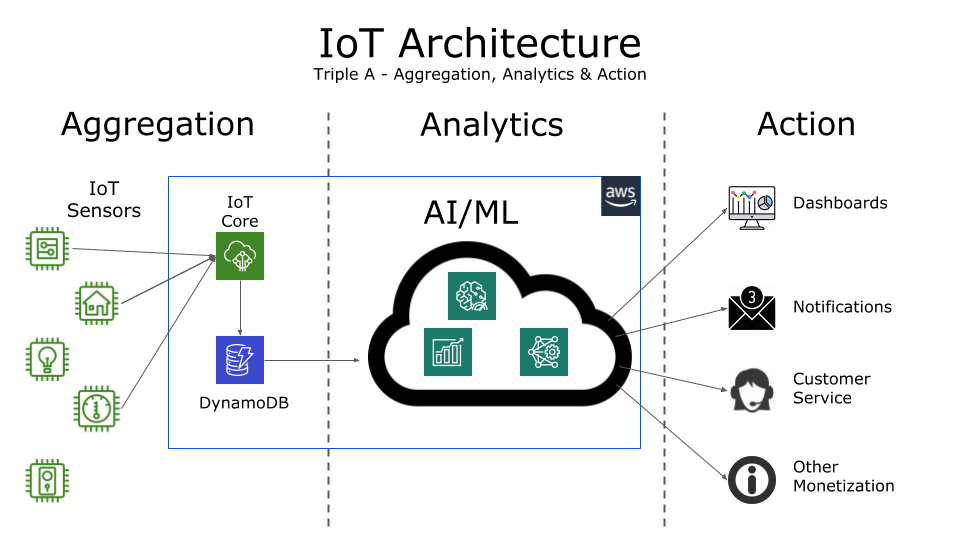 IoT Architecture
Triple A - Aggregation, Analytics & Action
Aggregation
Analytics
Action
IoT
Sensors
IoT
Core
DynamoDB
AI/ML
aws
Dashboards
3
Notifications
Customer
Service
Other
Monetization